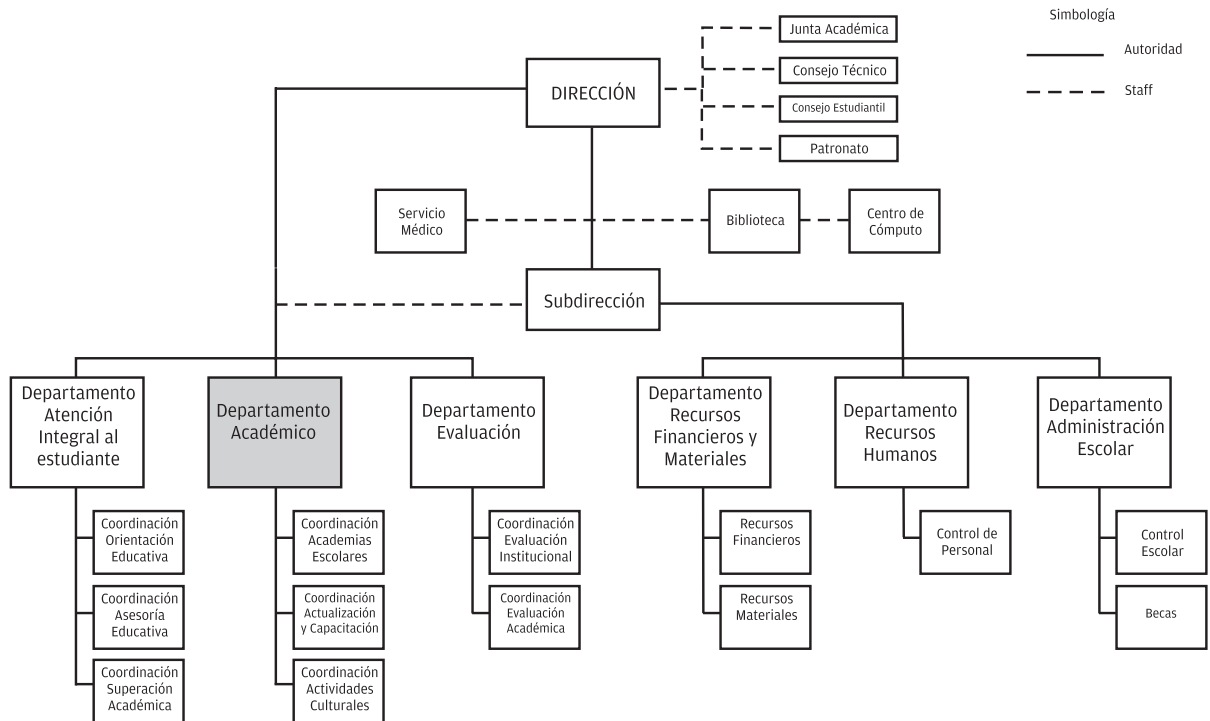 Simbología
Autoridad
Staff
Junta Académica
Consejo Técnico
Consejo Estudiantil
Patronato
DIRECCIÓN
Servicio
Médico
Biblioteca
Centro de
Cómputo
Subdirección
Departamento
Atención
Integral al
estudiante
Departamento
Académico
Departamento
Evaluación
Departamento
Recursos
Financieros y
Materiales
Departamento
Recursos
Humanos
Departamento
Administración
Escolar
Coordinación
Orientación
Educativa
Coordinación
Asesoría
Educativa
Coordinación
Superación
Académica
Coordinación
Academias
Escolares
Coordinación
Actualización
y Capacitación
Coordinación
Actividades
Culturales
Coordinación
Evaluación
Institucional
Coordinación
Evaluación
Académica
Recursos
Financieros
Recursos
Materiales
Control de
Personal
Control
Escolar
Becas